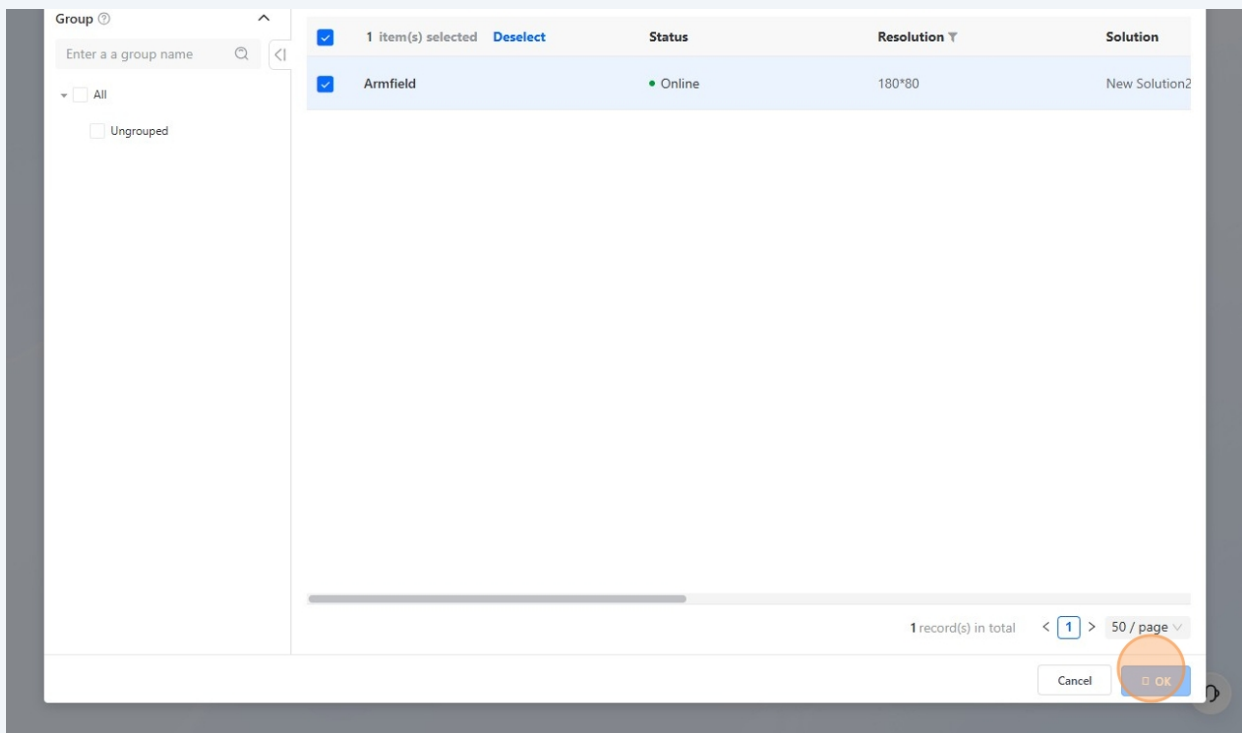 Group
Enter a a group name
All
Ungrouped
1 item(s) selected Deselect Status Resolution Solution
Armfield Online 180*80 New Solution2
1 record(s) in total < 1 > 50 / page
Cancel OK